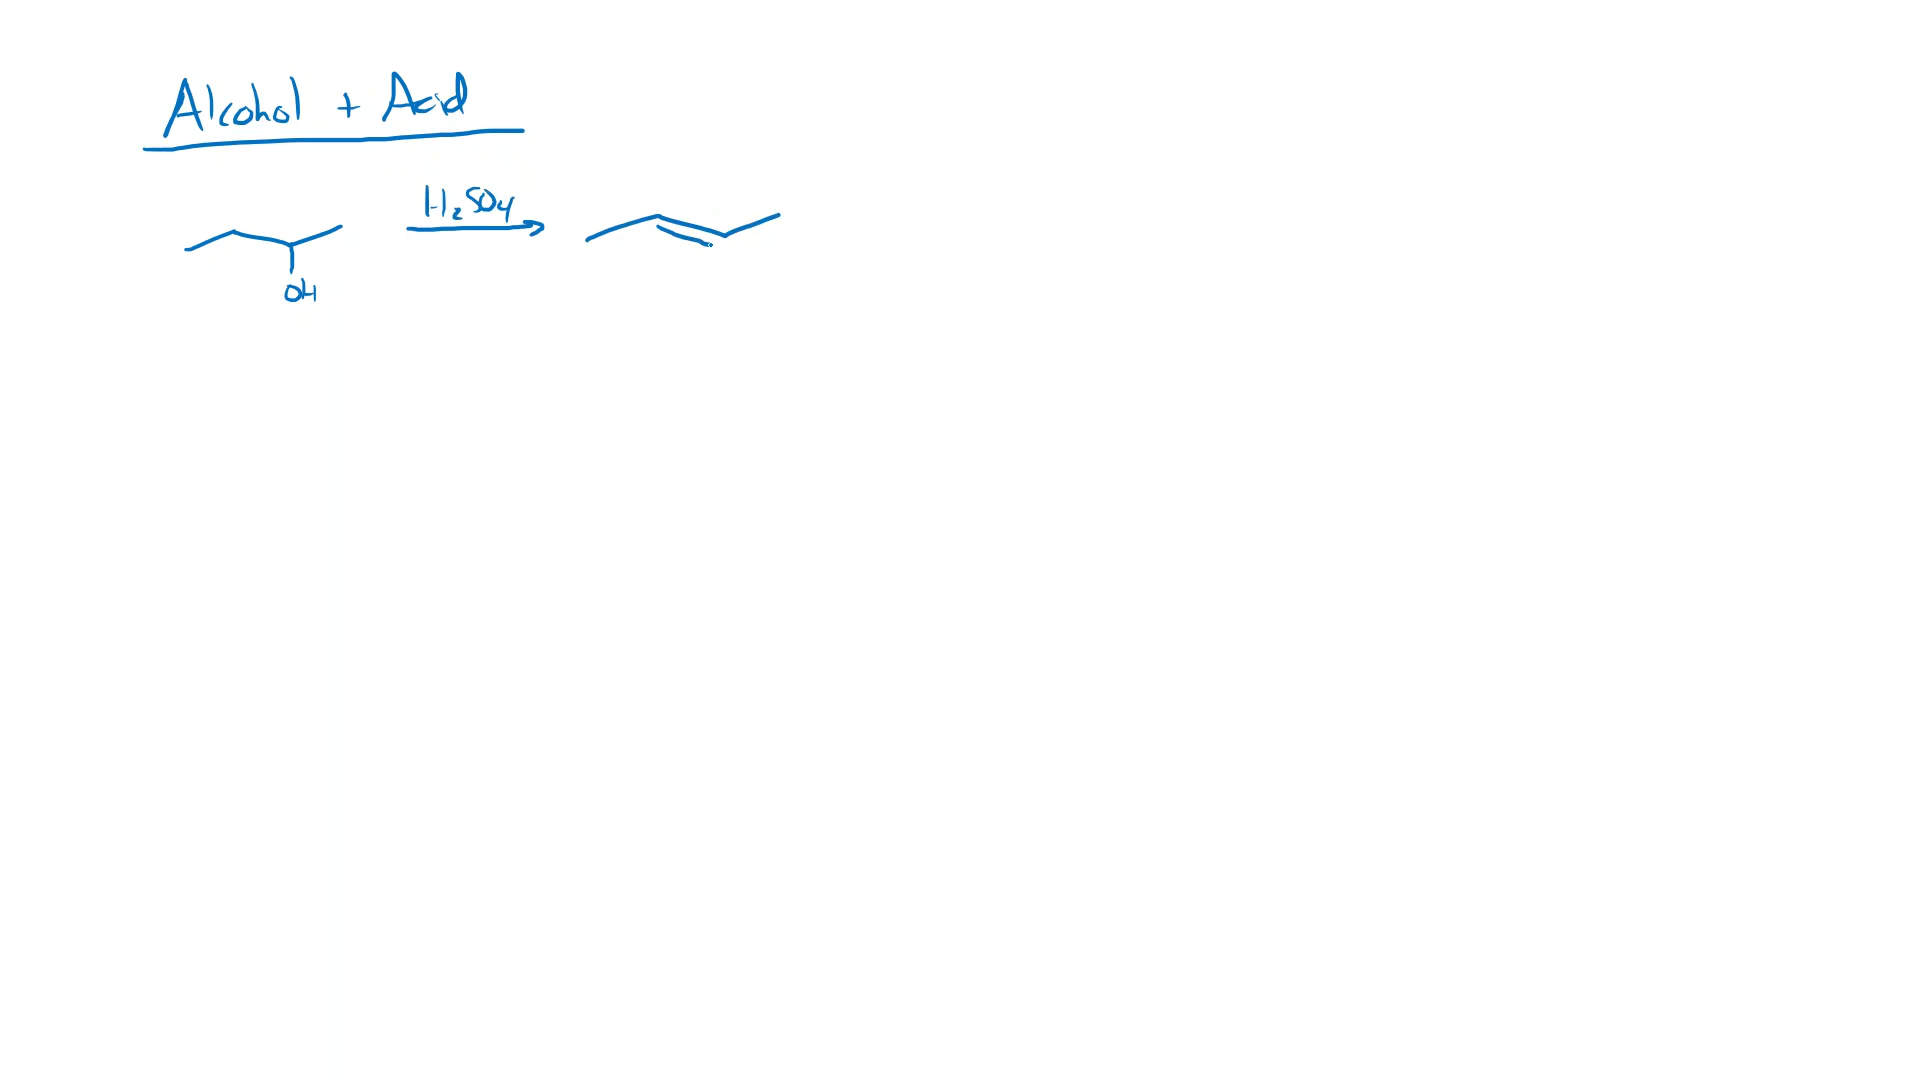 Alcohol + Acid
H₂SO₄
OH